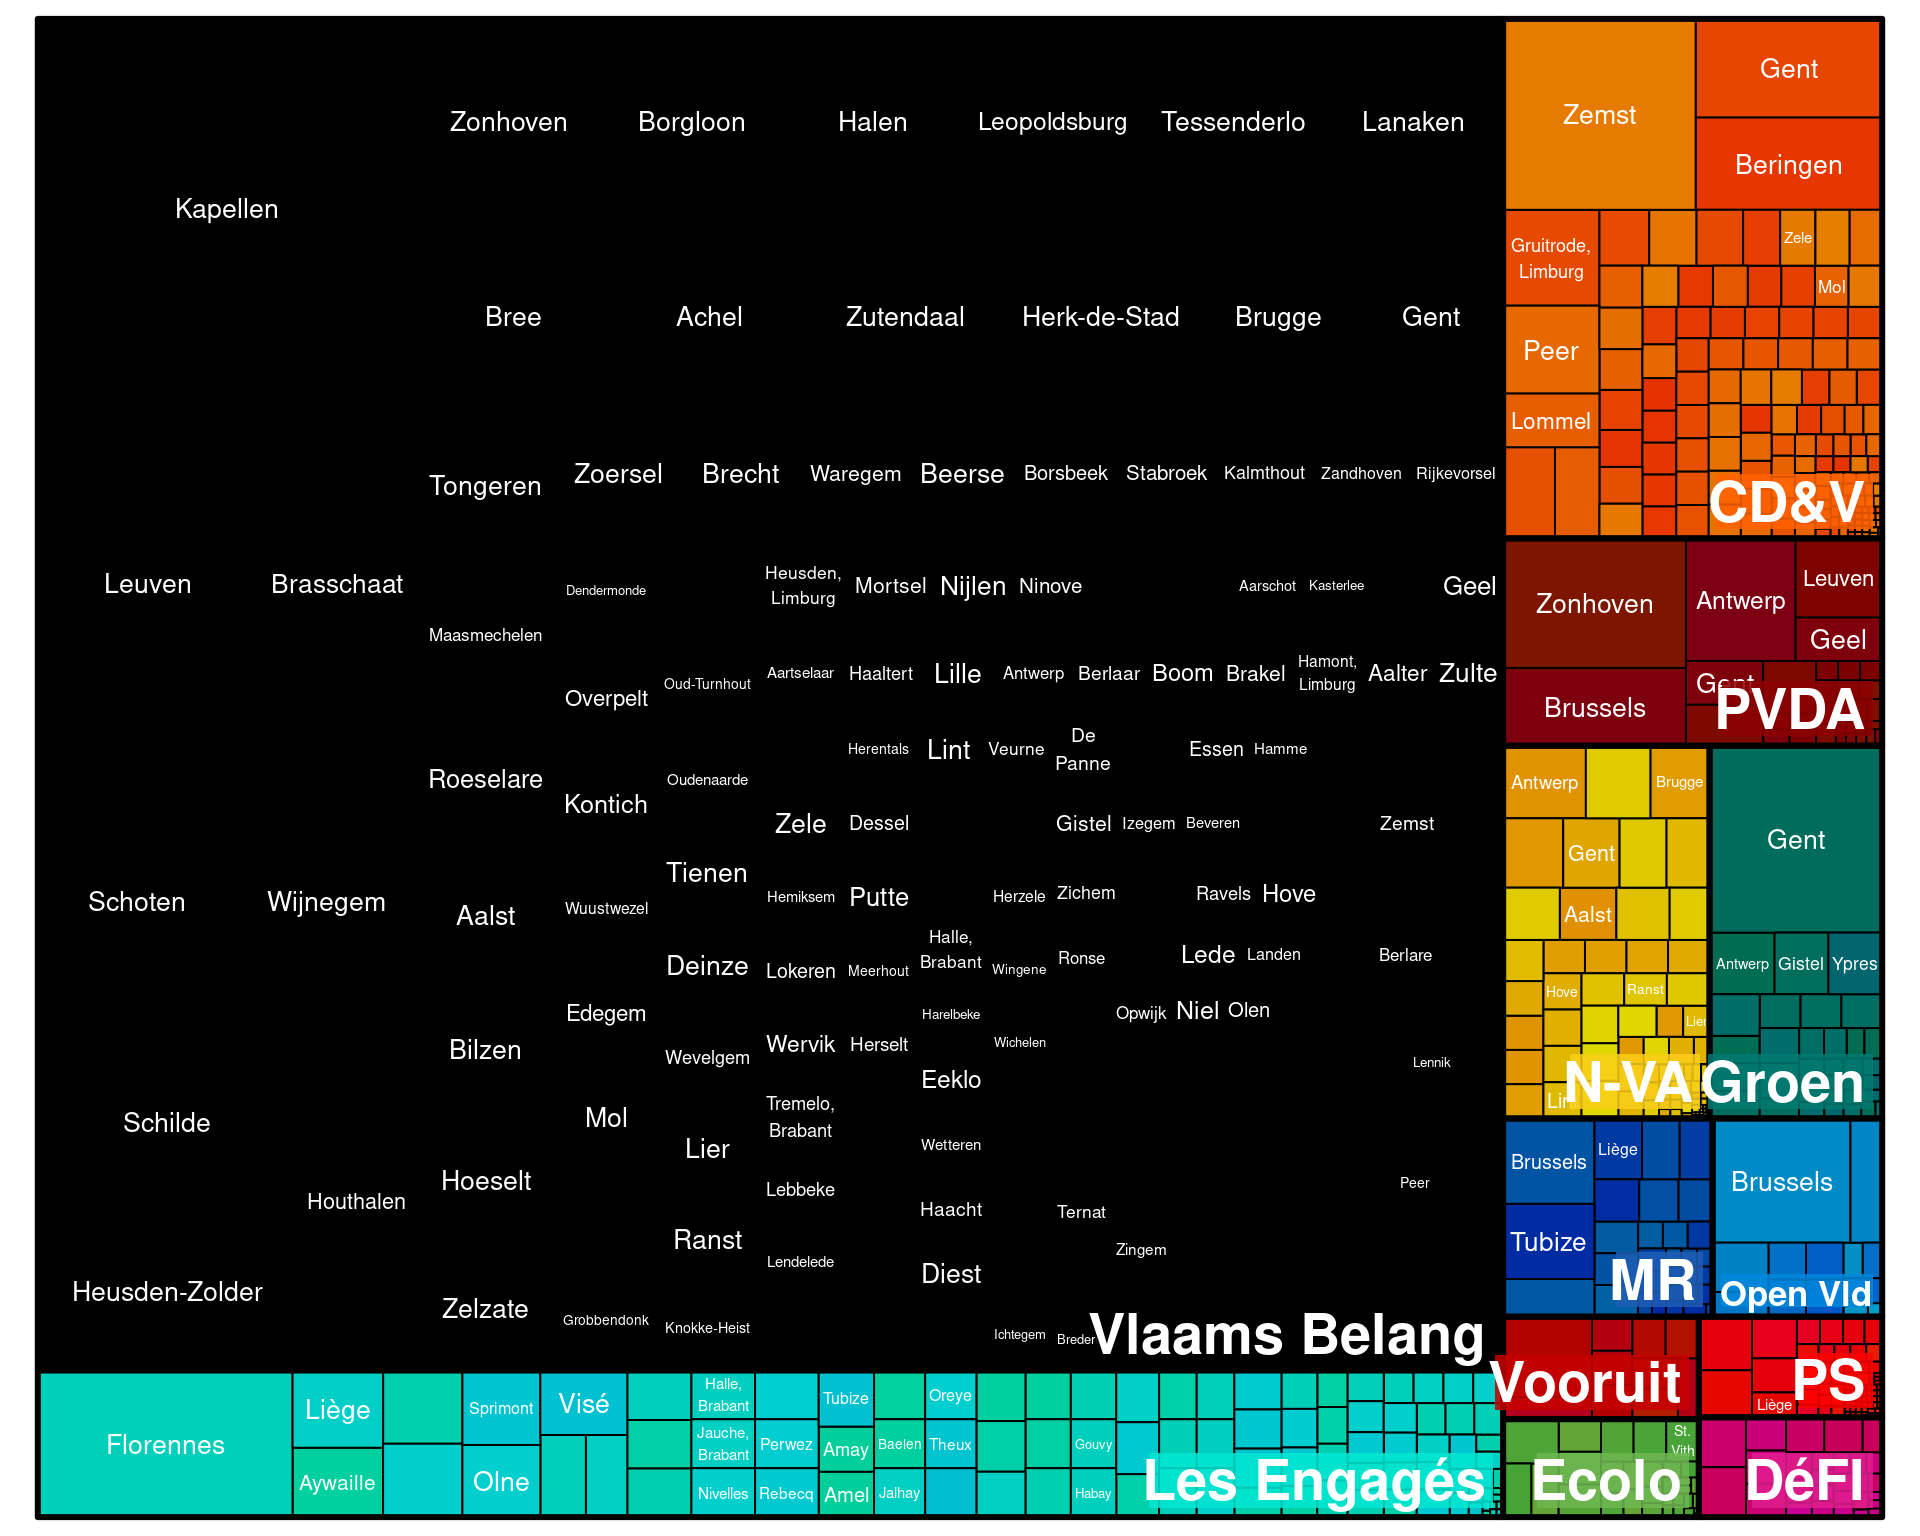 Zonhoven
Borgloon
Halen
Leopoldsburg
Tessenderlo
Lanaken
Kapellen
Bree
Achel
Zutendaal
Herk-de-Stad
Brugge
Gent
Tongeren
Zoersel
Brecht
Waregem
Beerse
Borsbeek
Stabroek
Kalmthout
Zandhoven
Rijkevorsel
Leuven
Brasschaat
Dendermonde
Heusden,
Limburg
Mortsel
Nijlen
Ninove
Aarschot
Kasterlee
Geel
Maasmechelen
Overpelt
Oud-Turnhout
Aartselaar
Haaltert
Lille
Antwerp
Berlaar
Boom
Brakel
Hamont,
Limburg
Aalter
Zulte
Herentals
Lint
Veurne
De
Panne
Essen
Hamme
Roeselare
Kontich
Oudenaarde
Zele
Dessel
Gistel
Izegem
Beveren
Zemst
Schoten
Wijnegem
Aalst
Wuustwezel
Tienen
Hemiksem
Putte
Herzele
Zichem
Ravels
Hove
Deinze
Lokeren
Meerhout
Halle,
Brabant
Wingene
Ronse
Lede
Landen
Berlare
Edegem
Harelbeke
Opwijk
Niel
Olen
Bilzen
Wevelgem
Wervik
Herselt
Wichelen
Lennik
Eeklo
Schilde
Mol
Lier
Tremelo,
Brabant
Wetteren
Houthalen
Hoeselt
Lebbeke
Haacht
Ternat
Peer
Ranst
Lendelede
Zingem
Diest
Heusden-Zolder
Zelzate
Grobbendonk
Knokke-Heist
Ichtegem
Breder
Vlaams Belang
Zemst
Gent
Beringen
Gruitrode,
Limburg
Zele
Mol
Peer
Lommel
CD&V
Zonhoven
Antwerp
Leuven
Geel
Brussels
Gent
PVDA
Antwerp
Brugge
Gent
Aalst
Hove
Ranst
Lier
N-VA
Gent
Antwerp
Gistel
Ypres
Groen
Brussels
Liège
Tubize
MR
Brussels
Open Vld
Vooruit
Liège
PS
Florennes
Liège
Aywaille
Sprimont
Olne
Visé
Halle,
Brabant
Jauche,
Brabant
Nivelles
Perwez
Rebecq
Tubize
Amay
Amel
Baelen
Jalhay
Oreye
Theux
Gouvy
Habay
Les Engagés
St.
Vith
Ecolo
DéFI